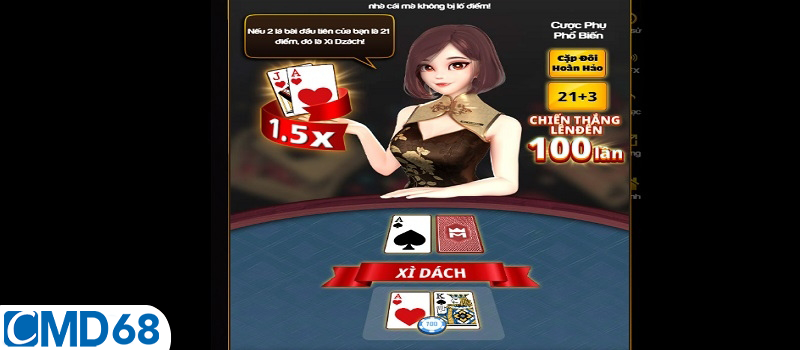 nhà cái mà không bị lố điểm!
Nếu 2 lá bài đầu tiên của bạn là 21
điểm, đó là Xì Dzách!
Cược Phụ
Phổ Biến
Cặp Đôi
Hoàn Hảo
21+3
CHIẾN THẮNG
LÊN ĐẾN
100 lần
J
A
1.5x
A
M
XÌ DÁCH
A
K
100
CMD68